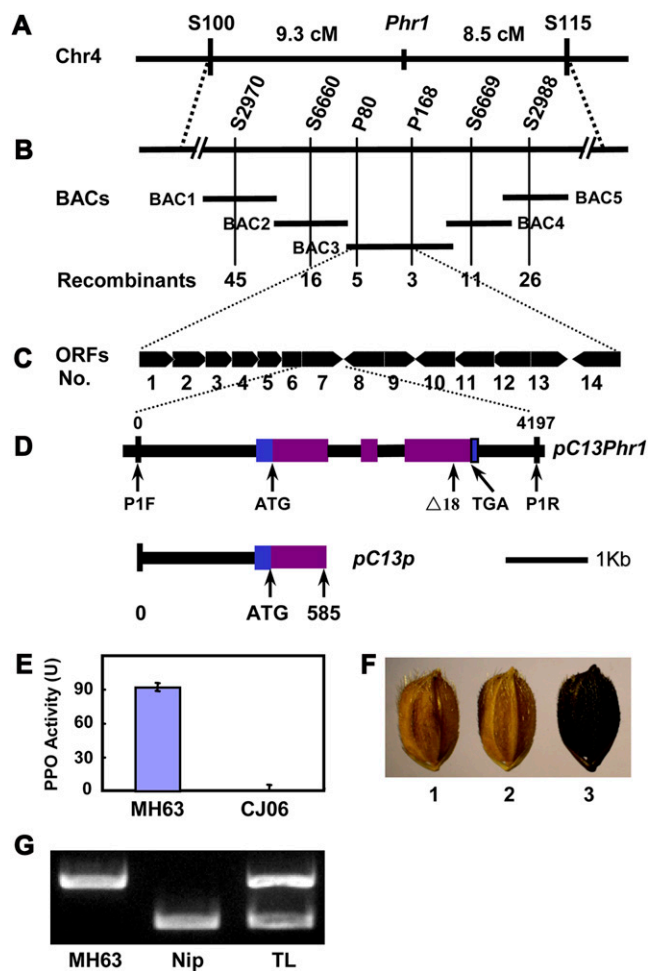 A
S100 9.3 cM Phr1 8.5 cM S115
Chr4
S2970 S6660 P80 P168 S6669 S2988
B
BACs BAC1 BAC2 BAC3 BAC4 BAC5
Recombinants 45 16 5 3 11 26
C ORFs
No. 1 2 3 4 5 6 7 8 9 10 11 12 13 14
0 4197
D pC13Phr1
P1F ATG △18 TGA P1R
pC13p 1Kb
0 ATG 585
E F
PPO Activity (U)
90
60
30
0
MH63 CJ06
1 2 3
G
MH63 Nip TL